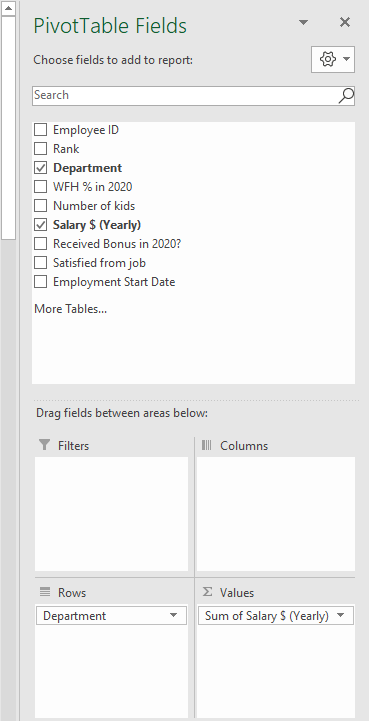 PivotTable Fields
Choose fields to add to report:
Search
Employee ID
Rank
Department
WFH % in 2020
Number of kids
Salary $ (Yearly)
Received Bonus in 2020?
Satisfied from job
Employment Start Date
More Tables...
Drag fields between areas below:
Filters
Columns
Rows
Σ Values
Department
Sum of Salary $ (Yearly)